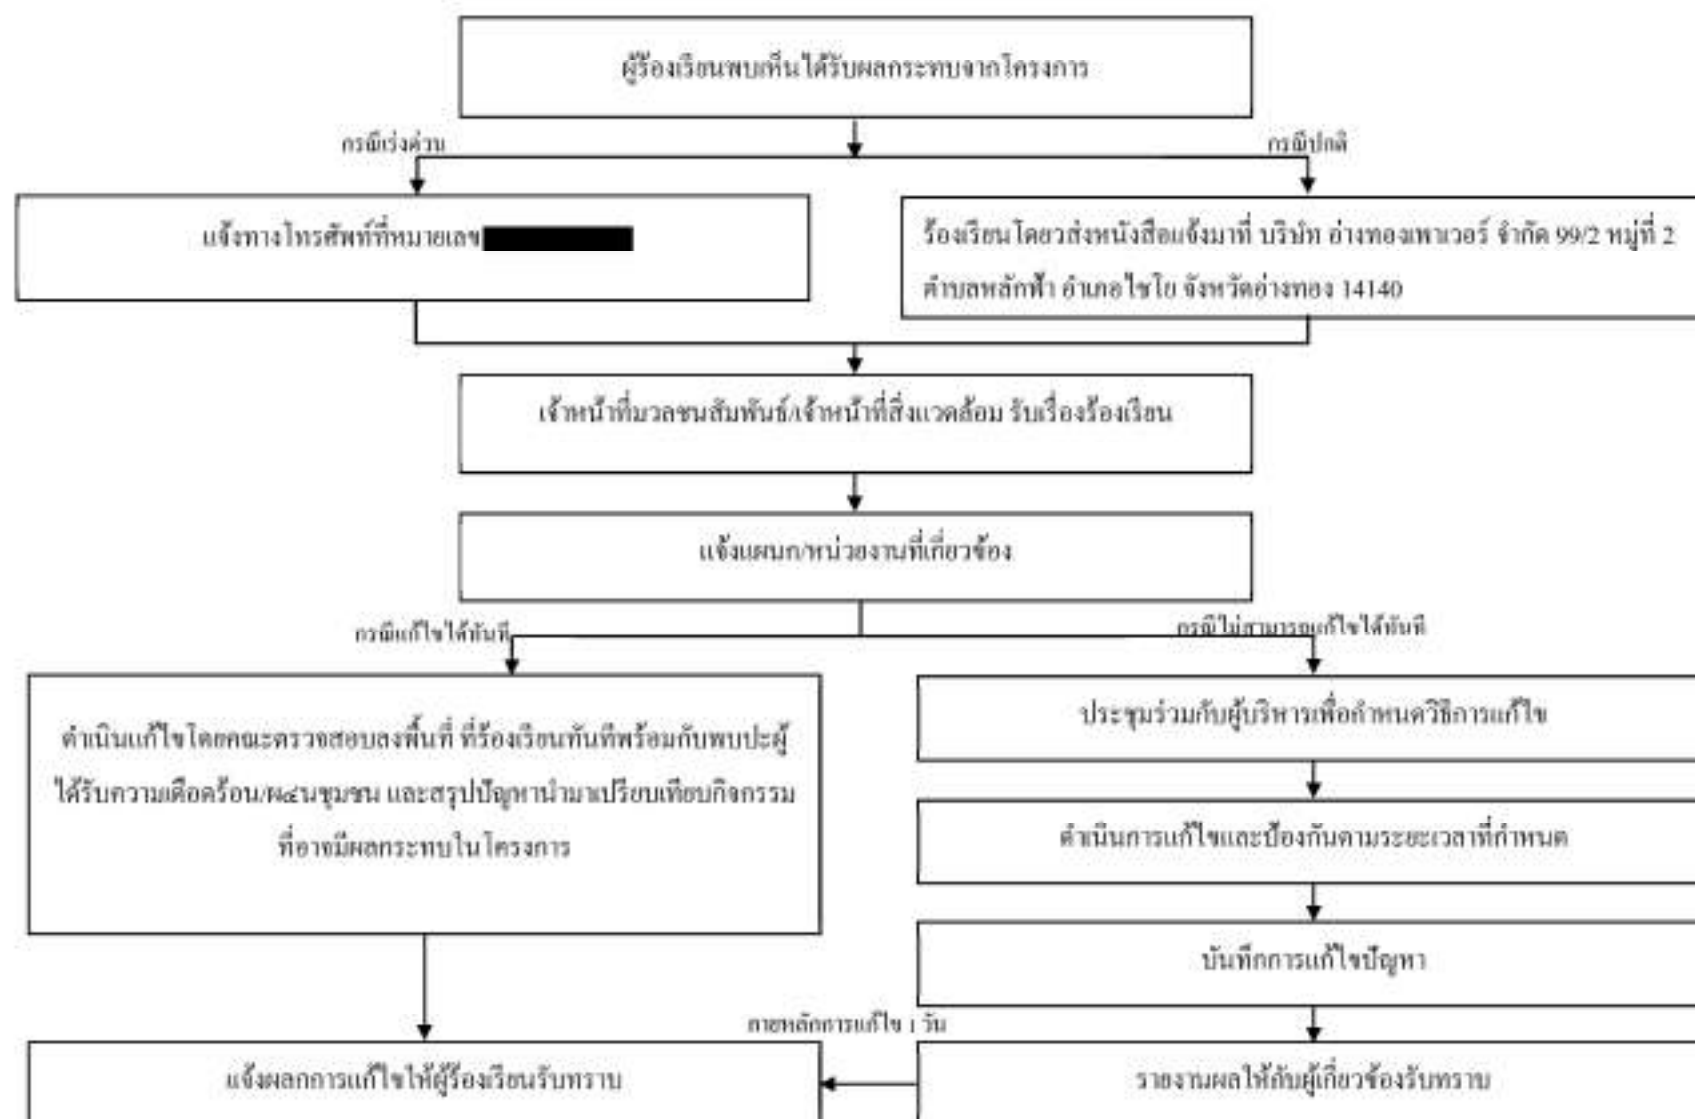 ผู้ร้องเรียนพบเห็นได้รับผลกระทบจากโครงการ
กรณีเร่งด่วน
กรณีปกติ
แจ้งทางโทรศัพท์ที่หมายเลข
ร้องเรียนโดยวส่งหนังสือแจ้งมาที่ บริษัท อ่างทองเพาเวอร์ จำกัด 99/2 หมู่ที่ 2
ตำบลหลักฟ้า อำเภอไชโย จังหวัดอ่างทอง 14140
เจ้าหน้าที่มวลชนสัมพันธ์/เจ้าหน้าที่สิ่งแวดล้อม รับเรื่องร้องเรียน
แจ้งแผนก/หน่วยงานที่เกี่ยวข้อง
กรณีแก้ไขได้ทันที
กรณีไม่สามารถแก้ไขได้ทันที
ดำเนินแก้ไขโดยคณะตรวจสอบลงพื้นที่ ที่ร้องเรียนทันทีพร้อมกับพบปะผู้
ได้รับความเดือดร้อน/ผ๔นชุมชน และสรุปปัญหานำมาเปรียบเทียบกิจกรรม
ที่อาจมีผลกระทบในโครงการ
ประชุมร่วมกับผู้บริหารเพื่อกำหนดวิธีการแก้ไข
ดำเนินการแก้ไขและป้องกันตามระยะเวลาที่กำหนด
บันทึกการแก้ไขปัญหา
ภายหลักการแก้ไข 1 วัน
แจ้งผลกการแก้ไขให้ผู้ร้องเรียนรับทราบ
รายงานผลให้กับผู้เกี่ยวข้องรับทราบ